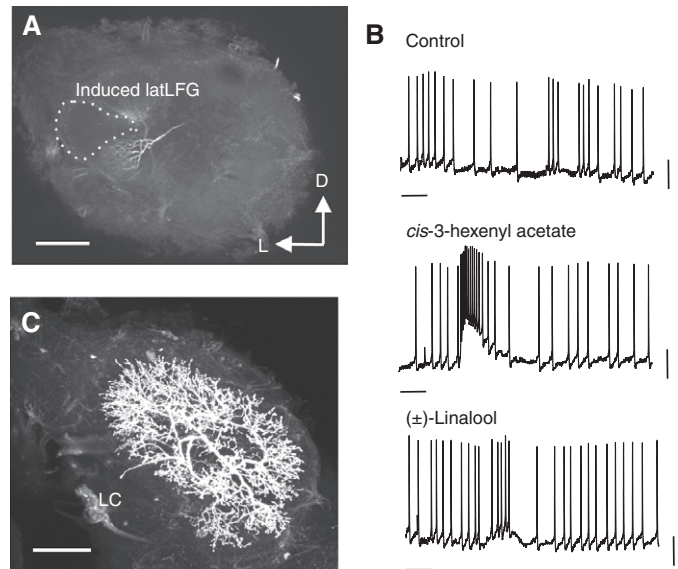 A
Induced latLFG
D
L
B
Control
cis-3-hexenyl acetate
(±)-Linalool
C
LC